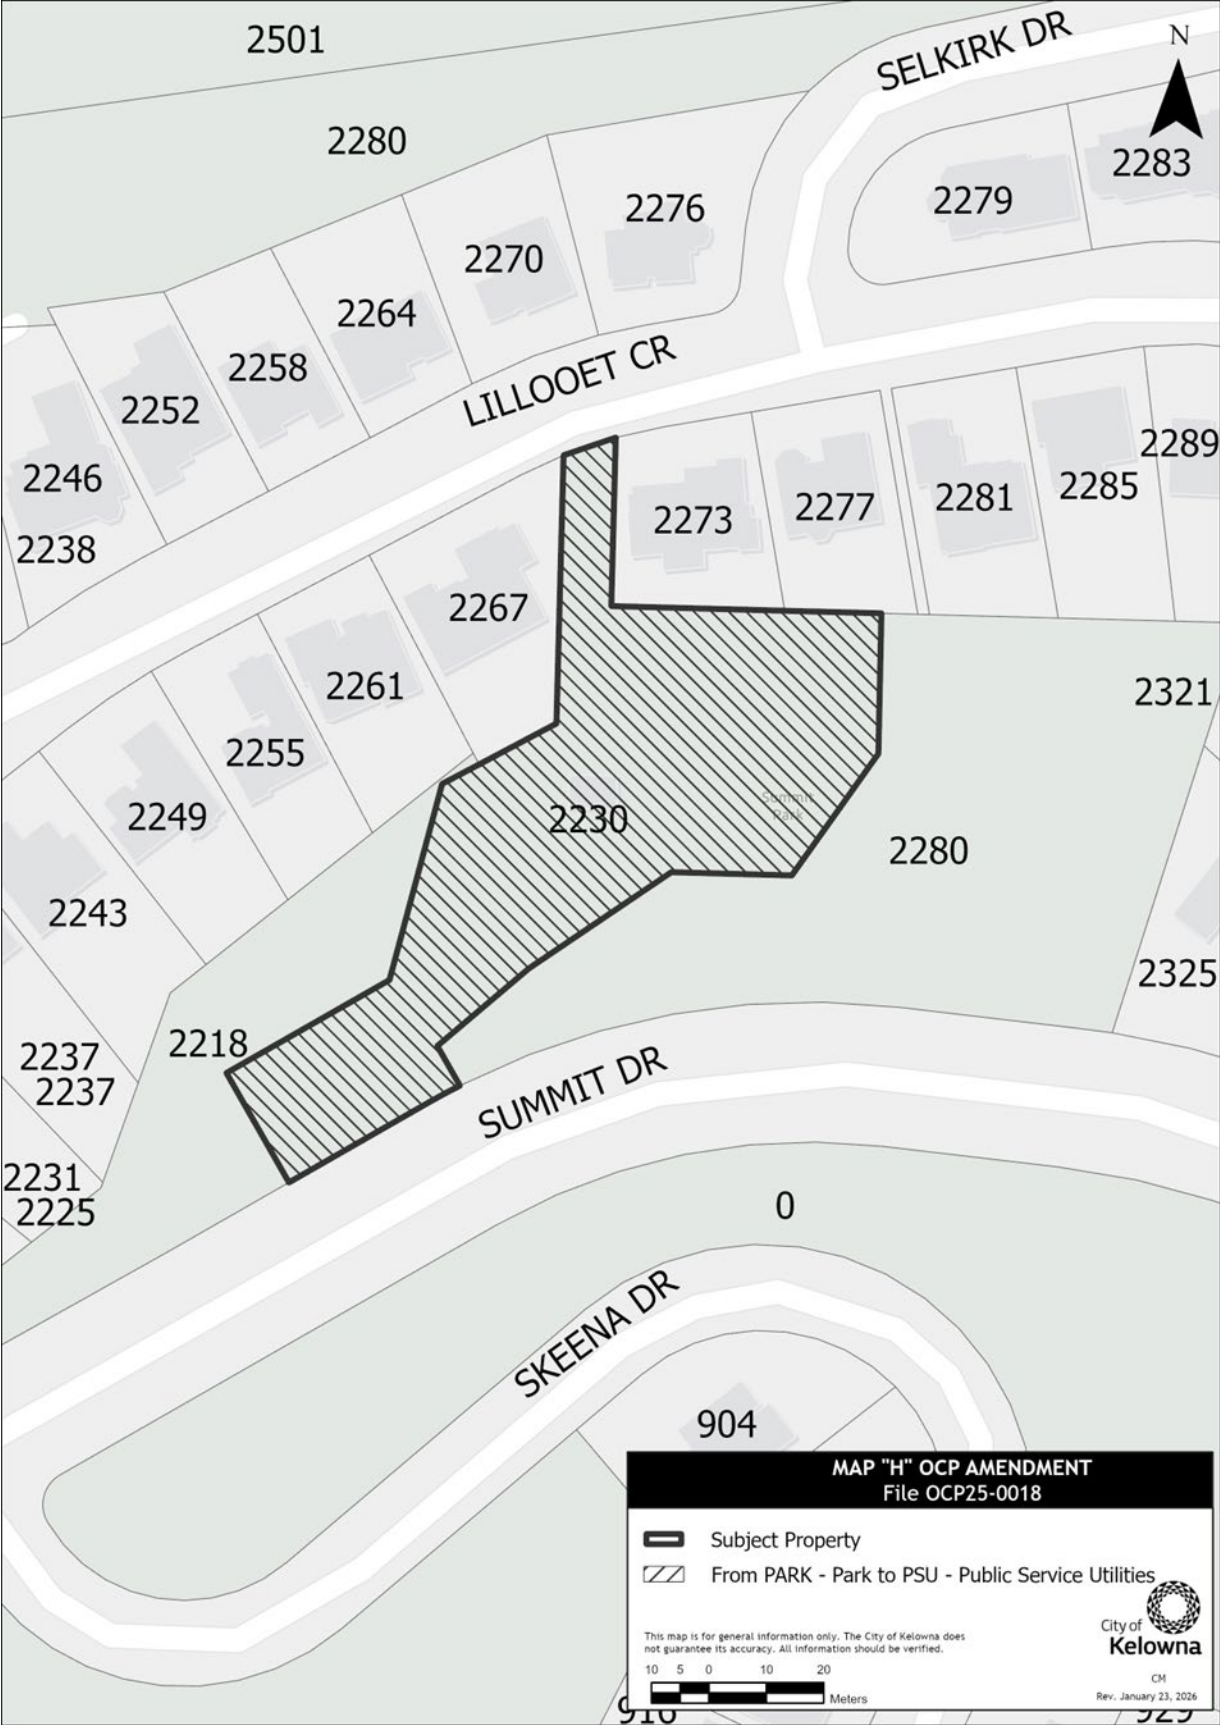 2501
SELKIRK DR
N
2280
2283
2279
2276
2270
2264
2258
2252
LILLOOET CR
2246
2289
2285
2281
2277
2273
2238
2267
2261
2321
2255
2249
Summit
Park
2230
2280
2243
2325
2218
2237
2237
SUMMIT DR
2231
2225
0
SKEENA DR
904
MAP "H" OCP AMENDMENT
File OCP25-0018
Subject Property
From PARK - Park to PSU - Public Service Utilities
This map is for general information only. The City of Kelowna does
not guarantee its accuracy. All information should be verified.
City of
Kelowna
10 5 0 10 20
Meters
CM
Rev. January 23, 2026
916
929